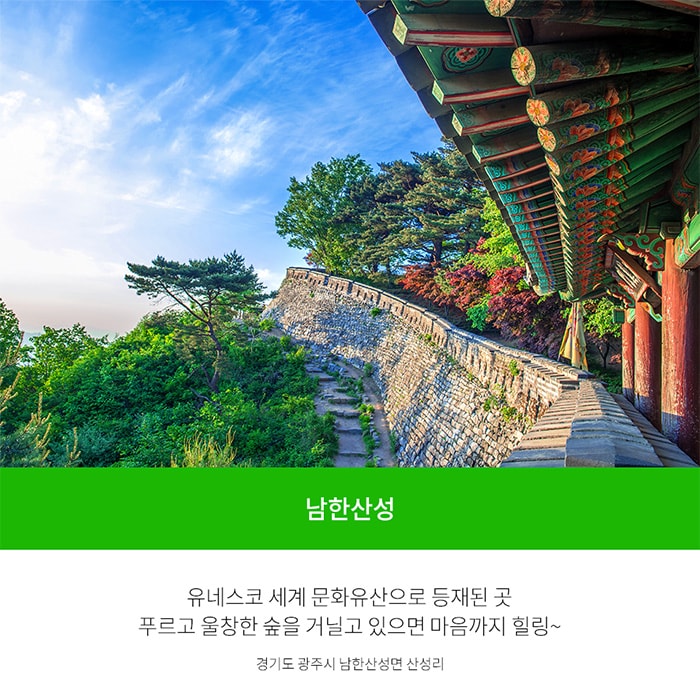 남한산성
유네스코 세계 문화유산으로 등재된 곳
푸르고 울창한 숲을 거닐고 있으면 마음까지 힐링~
경기도 광주시 남한산성면 산성리